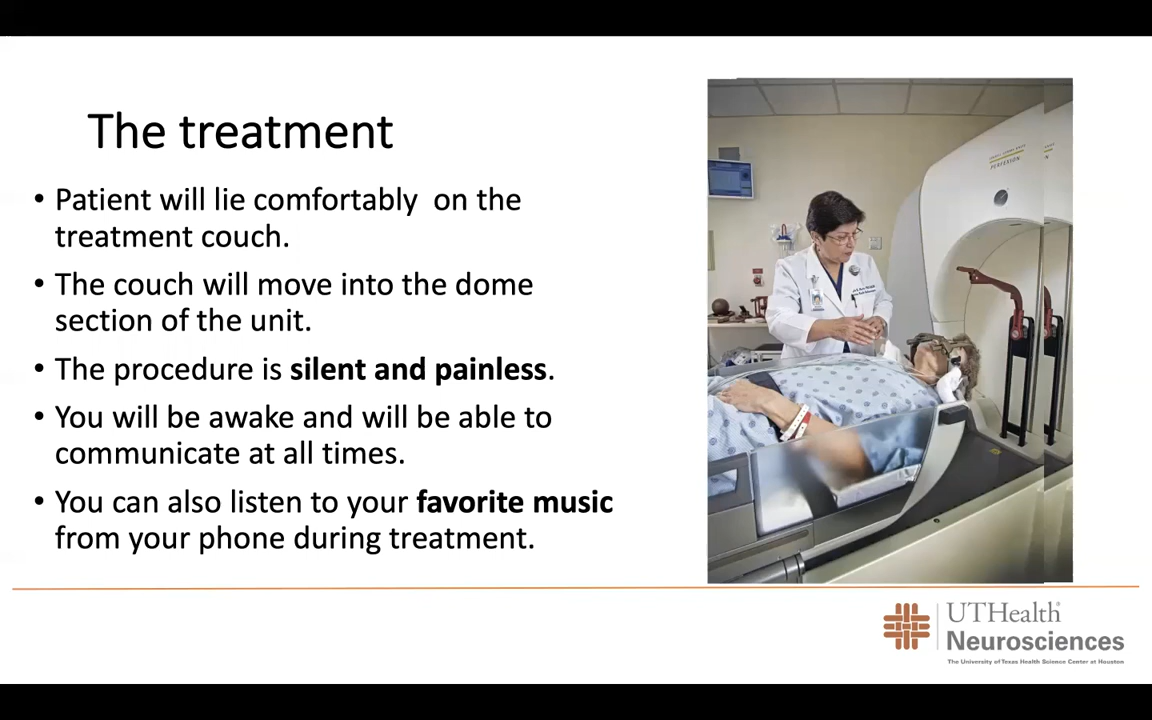 The treatment
• Patient will lie comfortably  on the
treatment couch.
• The couch will move into the dome
section of the unit.
• The procedure is silent and painless.
• You will be awake and will be able to
communicate at all times.
• You can also listen to your favorite music
from your phone during treatment.
PERFEXION
UTHealth
Neurosciences
The University of Texas Health Science Center at Houston